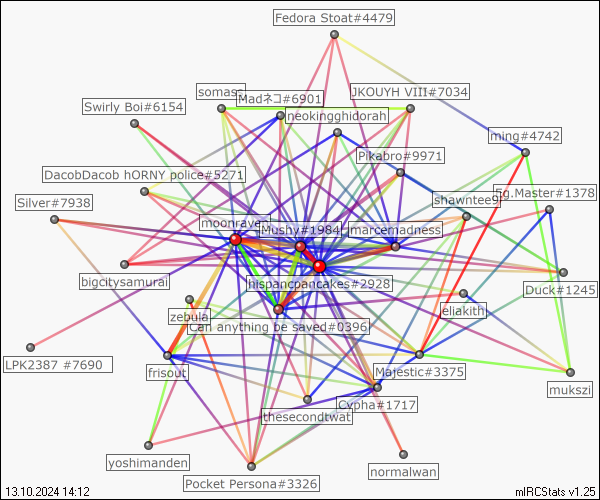 Fedora Stoat#4479
somass
Madネコ#6901
JKOUYH VIII#7034
Swirly Boi#6154
neokingghidorah
ming#4742
Pikabro#9971
DacobDacob hORNY police#5271
Sg.Master#1378
Silver#7938
shawntee9
moonraven
Mushy#1984
jmarcemadness
bigcitysamurai
hispancpancakes#2928
Duck#1245
zebula
eliakith
Can anything be saved#0396
LPK2387 #7690
frisout
Majestic#3375
mukszi
Cypha#1717
thesecondtwat
yoshimanden
normalwan
Pocket Persona#3326
13.10.2024 14:12
mIRCStats v1.25